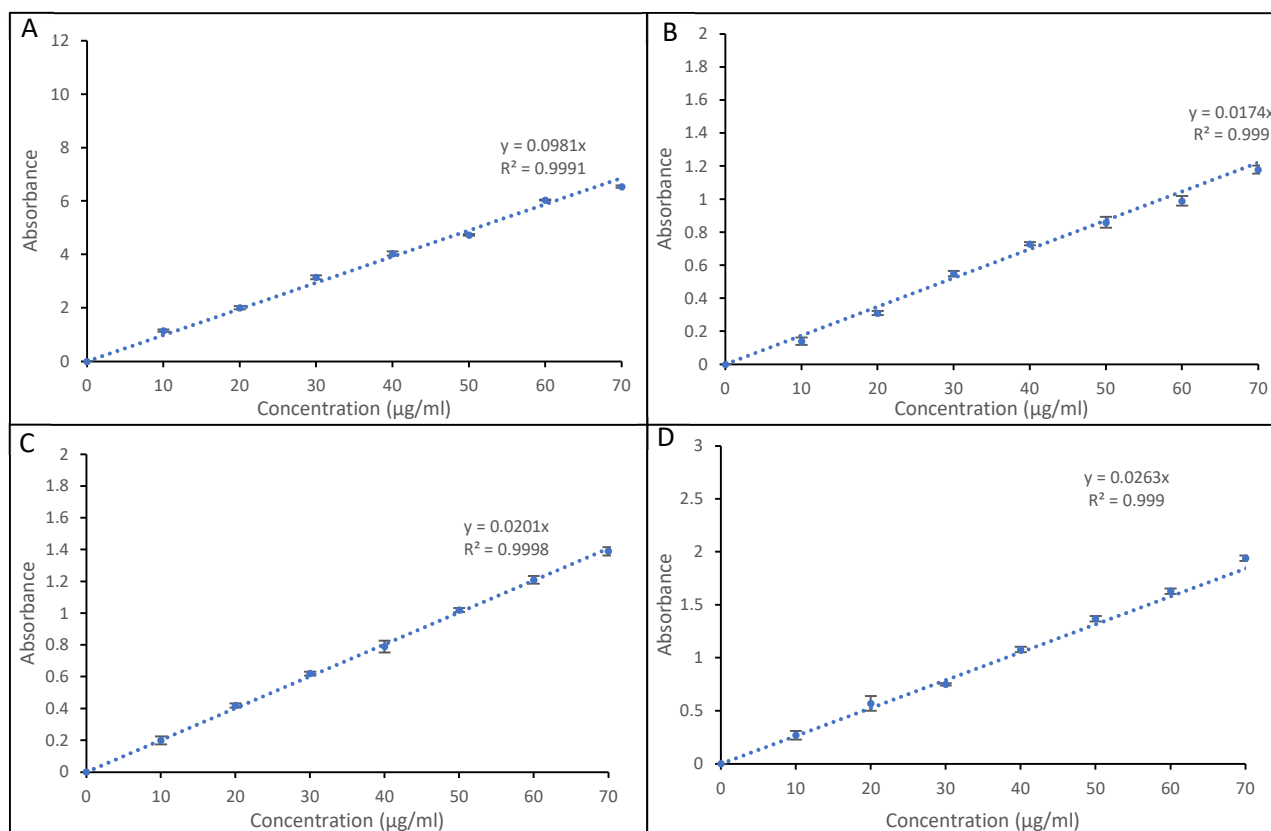 A
12
10
8
6
4
2
0
y = 0.0981x
R² = 0.9991
Absorbance
0 10 20 30 40 50 60 70
Concentration (µg/ml)
B
2
1.8
1.6
1.4
1.2
1
0.8
0.6
0.4
0.2
0
y = 0.0174x
R² = 0.999
Absorbance
0 10 20 30 40 50 60 70
Concentration (µg/ml)
C
2
1.8
1.6
1.4
1.2
1
0.8
0.6
0.4
0.2
0
y = 0.0201x
R² = 0.9998
Absorbance
0 10 20 30 40 50 60 70
Concentration (µg/ml)
D
3
2.5
2
1.5
1
0.5
0
y = 0.0263x
R² = 0.999
Absorbance
0 10 20 30 40 50 60 70
Concentration (µg/ml)